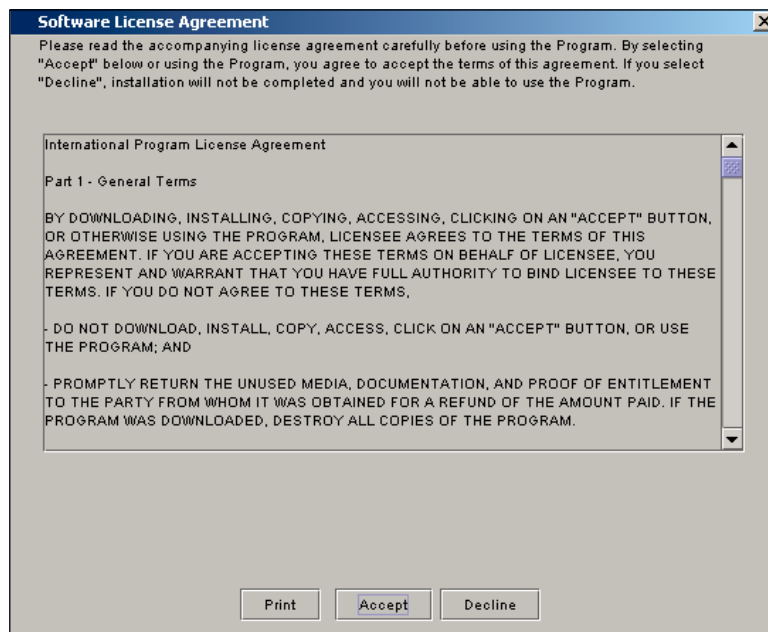 Software License Agreement
Please read the accompanying license agreement carefully before using the Program. By selecting
"Accept" below or using the Program, you agree to accept the terms of this agreement. If you select
"Decline", installation will not be completed and you will not be able to use the Program.
International Program License Agreement
Part 1 - General Terms
BY DOWNLOADING, INSTALLING, COPYING, ACCESSING, CLICKING ON AN "ACCEPT" BUTTON,
OR OTHERWISE USING THE PROGRAM, LICENSEE AGREES TO THE TERMS OF THIS
AGREEMENT. IF YOU ARE ACCEPTING THESE TERMS ON BEHALF OF LICENSEE, YOU
REPRESENT AND WARRANT THAT YOU HAVE FULL AUTHORITY TO BIND LICENSEE TO THESE
TERMS. IF YOU DO NOT AGREE TO THESE TERMS,
- DO NOT DOWNLOAD, INSTALL, COPY, ACCESS, CLICK ON AN "ACCEPT" BUTTON, OR USE
THE PROGRAM; AND
- PROMPTLY RETURN THE UNUSED MEDIA, DOCUMENTATION, AND PROOF OF ENTITLEMENT
TO THE PARTY FROM WHOM IT WAS OBTAINED FOR A REFUND OF THE AMOUNT PAID. IF THE
PROGRAM WAS DOWNLOADED, DESTROY ALL COPIES OF THE PROGRAM.
Print Accept Decline